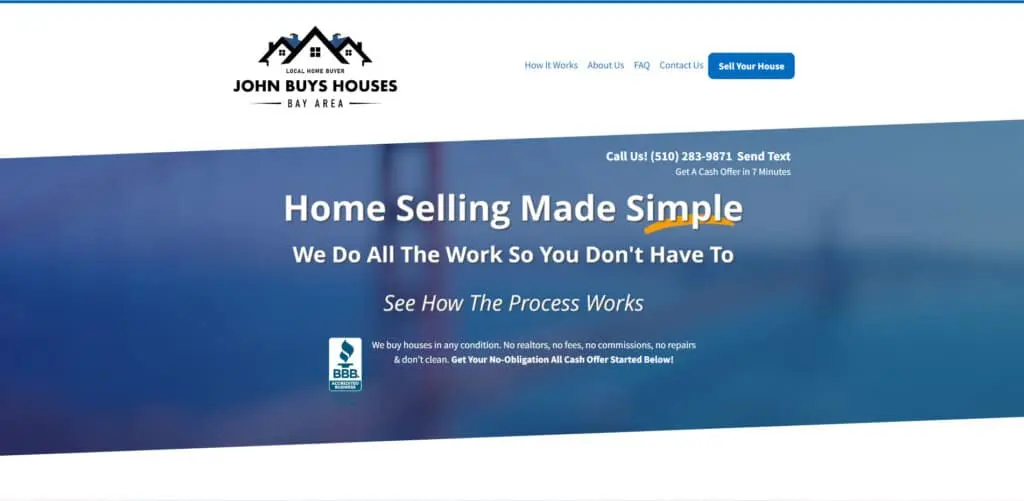 LOCAL HOME BUYER
JOHN BUYS HOUSES
BAY AREA
How It Works About Us FAQ Contact Us Sell Your House
Call Us! (510) 283-9871 Send Text
Get A Cash Offer in 7 Minutes
Home Selling Made Simple
We Do All The Work So You Don't Have To
See How The Process Works
BBB.
ACCREDITED
BUSINESS
We buy houses in any condition. No realtors, no fees, no commissions, no repairs
& don't clean. Get Your No-Obligation All Cash Offer Started Below!